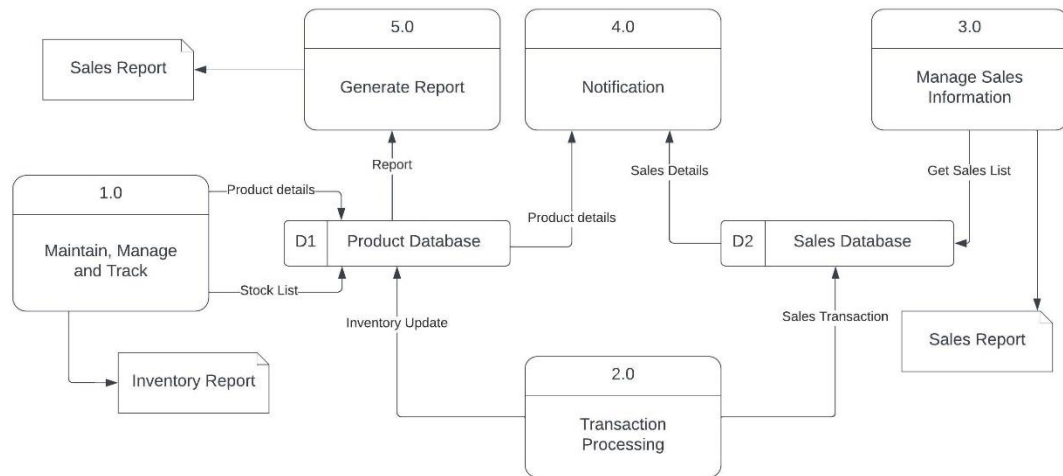 5.0
Generate Report
4.0
Notification
3.0
Manage Sales
Information
Sales Report
Report
Sales Details
Get Sales List
1.0
Maintain, Manage
and Track
Product details
Stock List
D1
Product Database
Product details
D2
Sales Database
Inventory Update
Sales Transaction
Sales Report
Inventory Report
2.0
Transaction
Processing